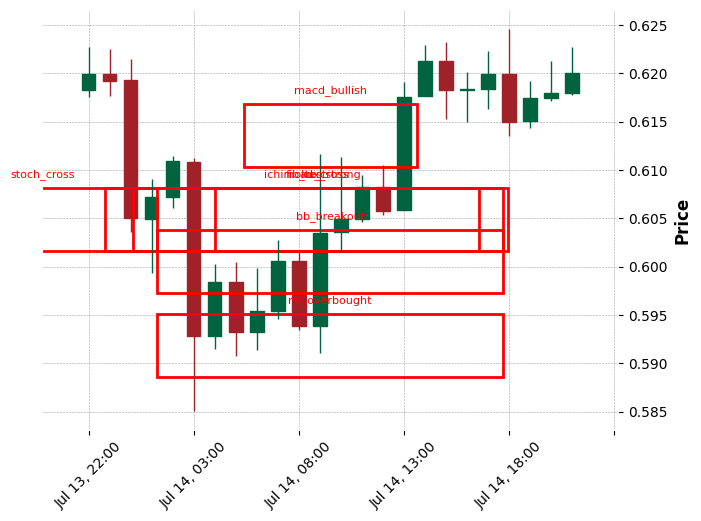 macd_bullish
stoch_cross
bb_breakout
0.625
0.620
0.615
0.610
0.605
0.600
0.595
0.590
0.585
Price
Jul 13, 22:00
Jul 14, 03:00
Jul 14, 08:00
Jul 14, 13:00
Jul 14, 18:00